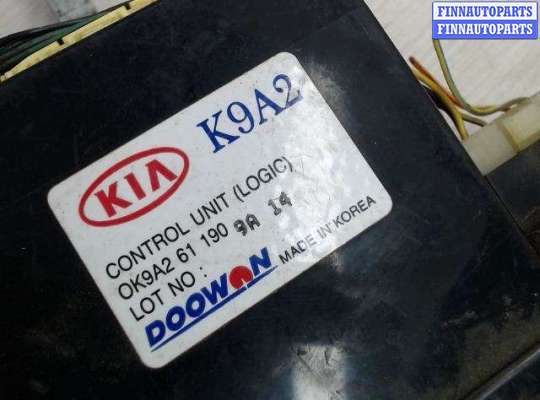 FINNAUTOPARTS
FINNAUTOPARTS
K9A2
KIA
CONTROL UNIT (LOGIC)
OK9A2 61 190 9A 14
LOT NO :
DOOWON MADE IN KOREA